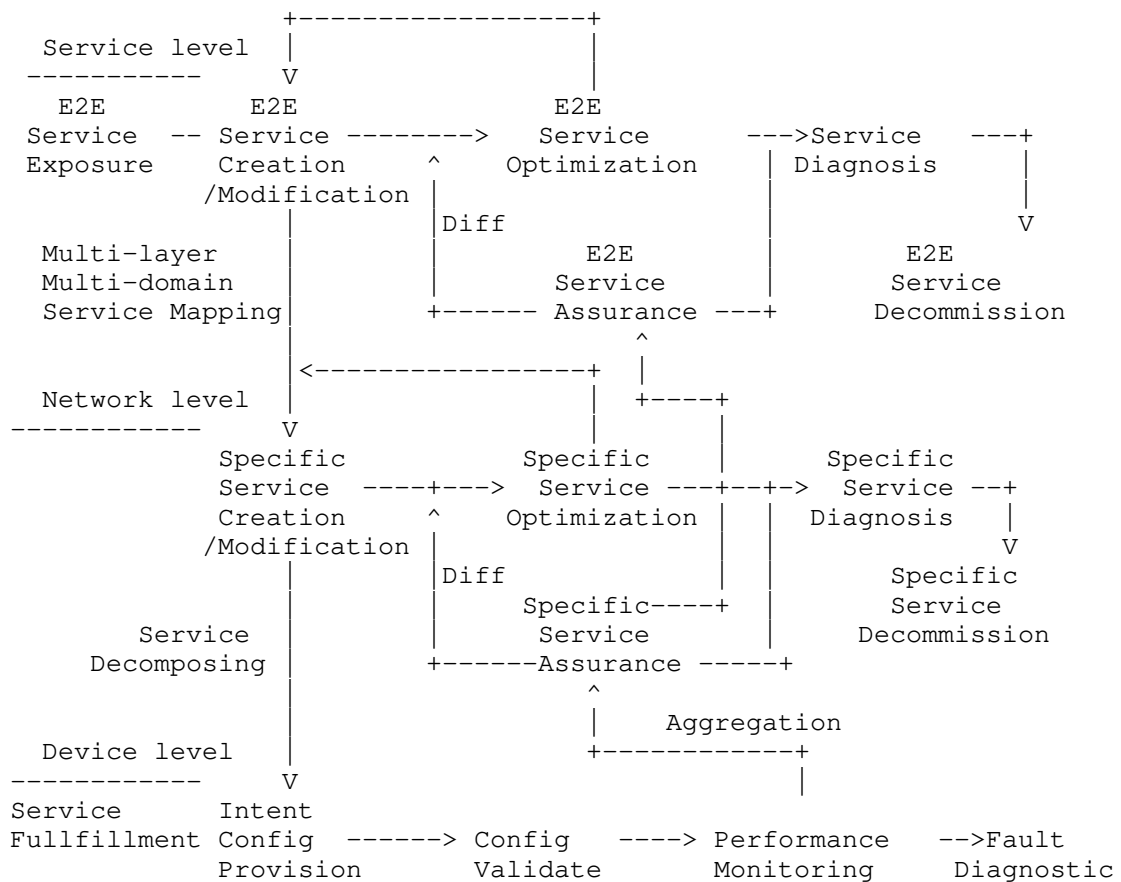 Service level
E2E E2E E2E
Service -- Service --------> Service --->Service ---+
Exposure Creation ^ Optimization | Diagnosis |
/Modification | | |
| |Diff | V
Multi-layer | | E2E | E2E
Multi-domain | | Service | Service
Service Mapping| +------ Assurance ---+ Decommission
Network level
Specific Specific | Specific
Service ----+---> Service ---+--+-> Service --+
Creation ^ Optimization | | Diagnosis |
/Modification | | | V
| |Diff | | Specific
| | Specific----+ | Service
Service | | Service | Decommission
Decomposing | +------Assurance -----+
| Aggregation
Device level | +------------+
Service Intent
Fullfillment Config ------> Config ----> Performance -->Fault
Provision Validate Monitoring Diagnostic